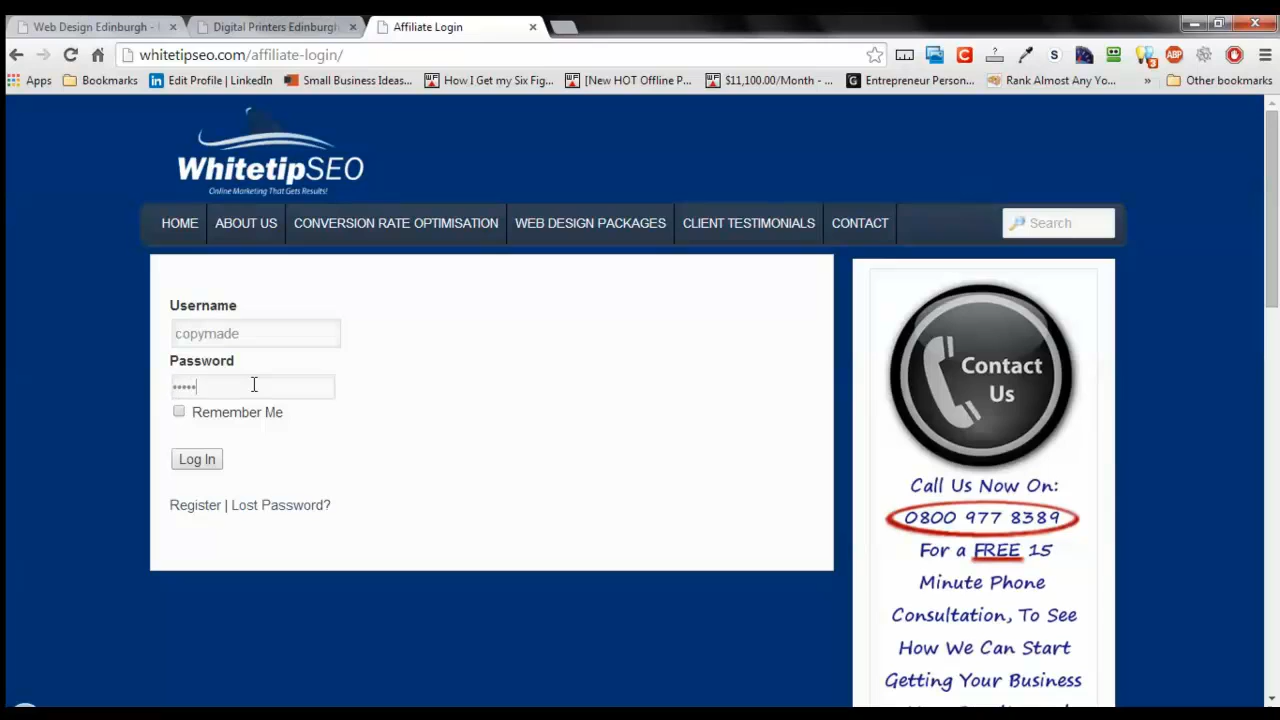 Web Design Edinburgh -
Digital Printers Edinburgh
Affiliate Login
whitetipseo.com/affiliate-login/
Apps
Bookmarks
Edit Profile | LinkedIn
Small Business Ideas...
How I Get my Six Fig...
[New HOT Offline P...
$11,100.00/Month - ...
Entrepreneur Person...
Rank Almost Any Yo...
»
Other bookmarks
WhitetipSEO
Online Marketing That Gets Results!
HOME
ABOUT US
CONVERSION RATE OPTIMISATION
WEB DESIGN PACKAGES
CLIENT TESTIMONIALS
CONTACT
Search
Username
copymade
Password
•••••
Remember Me
Log In
Register | Lost Password?
Contact
Us
Call Us Now On:
0800 977 8389
For a FREE 15
Minute Phone
Consultation, To See
How We Can Start
Getting Your Business